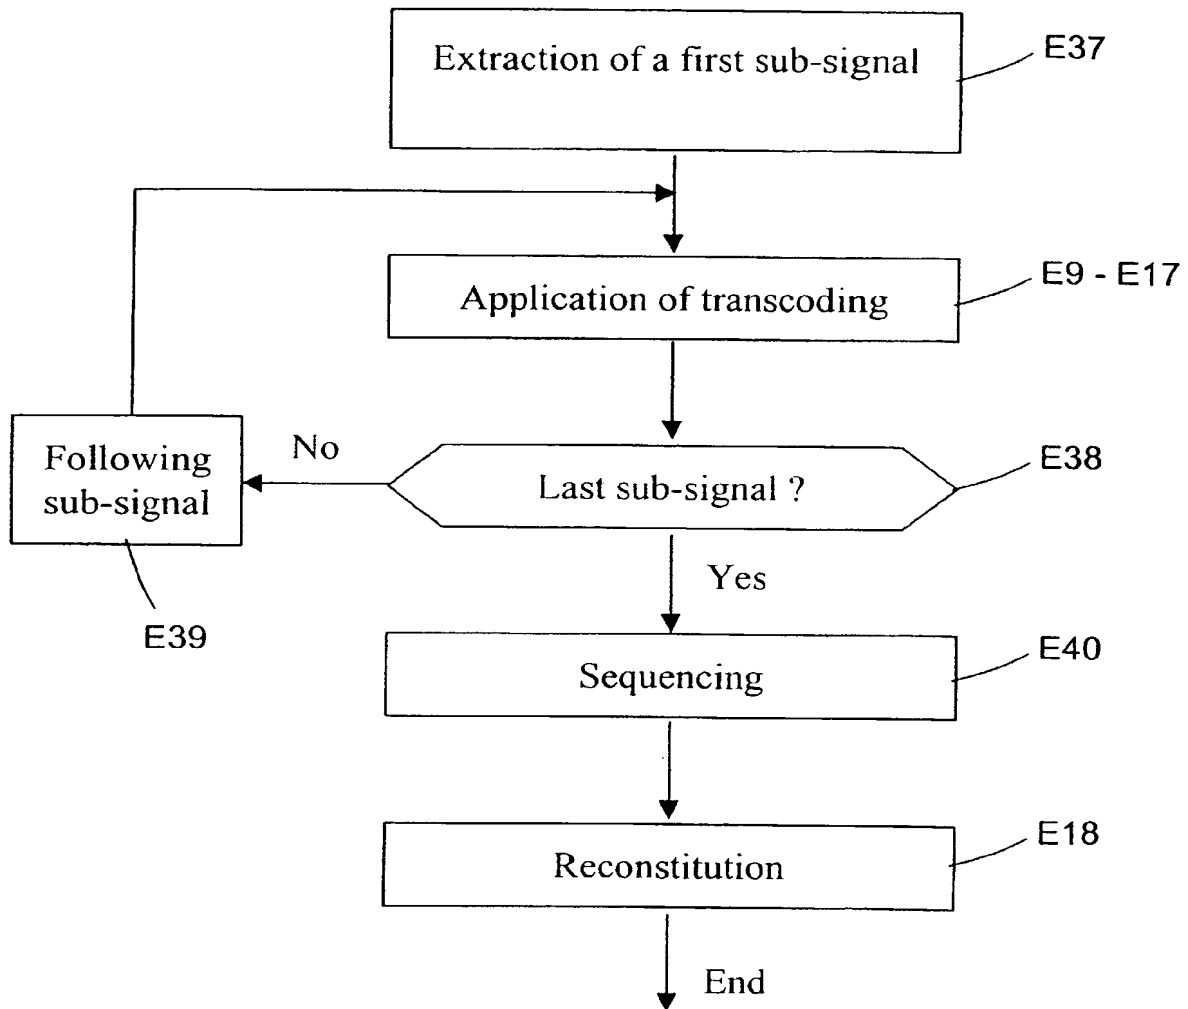 Extraction of a first sub-signal
E37
Application of transcoding
E9 - E17
Following
sub-signal
No
Last sub-signal ?
E38
Yes
E39
Sequencing
E40
Reconstitution
E18
End